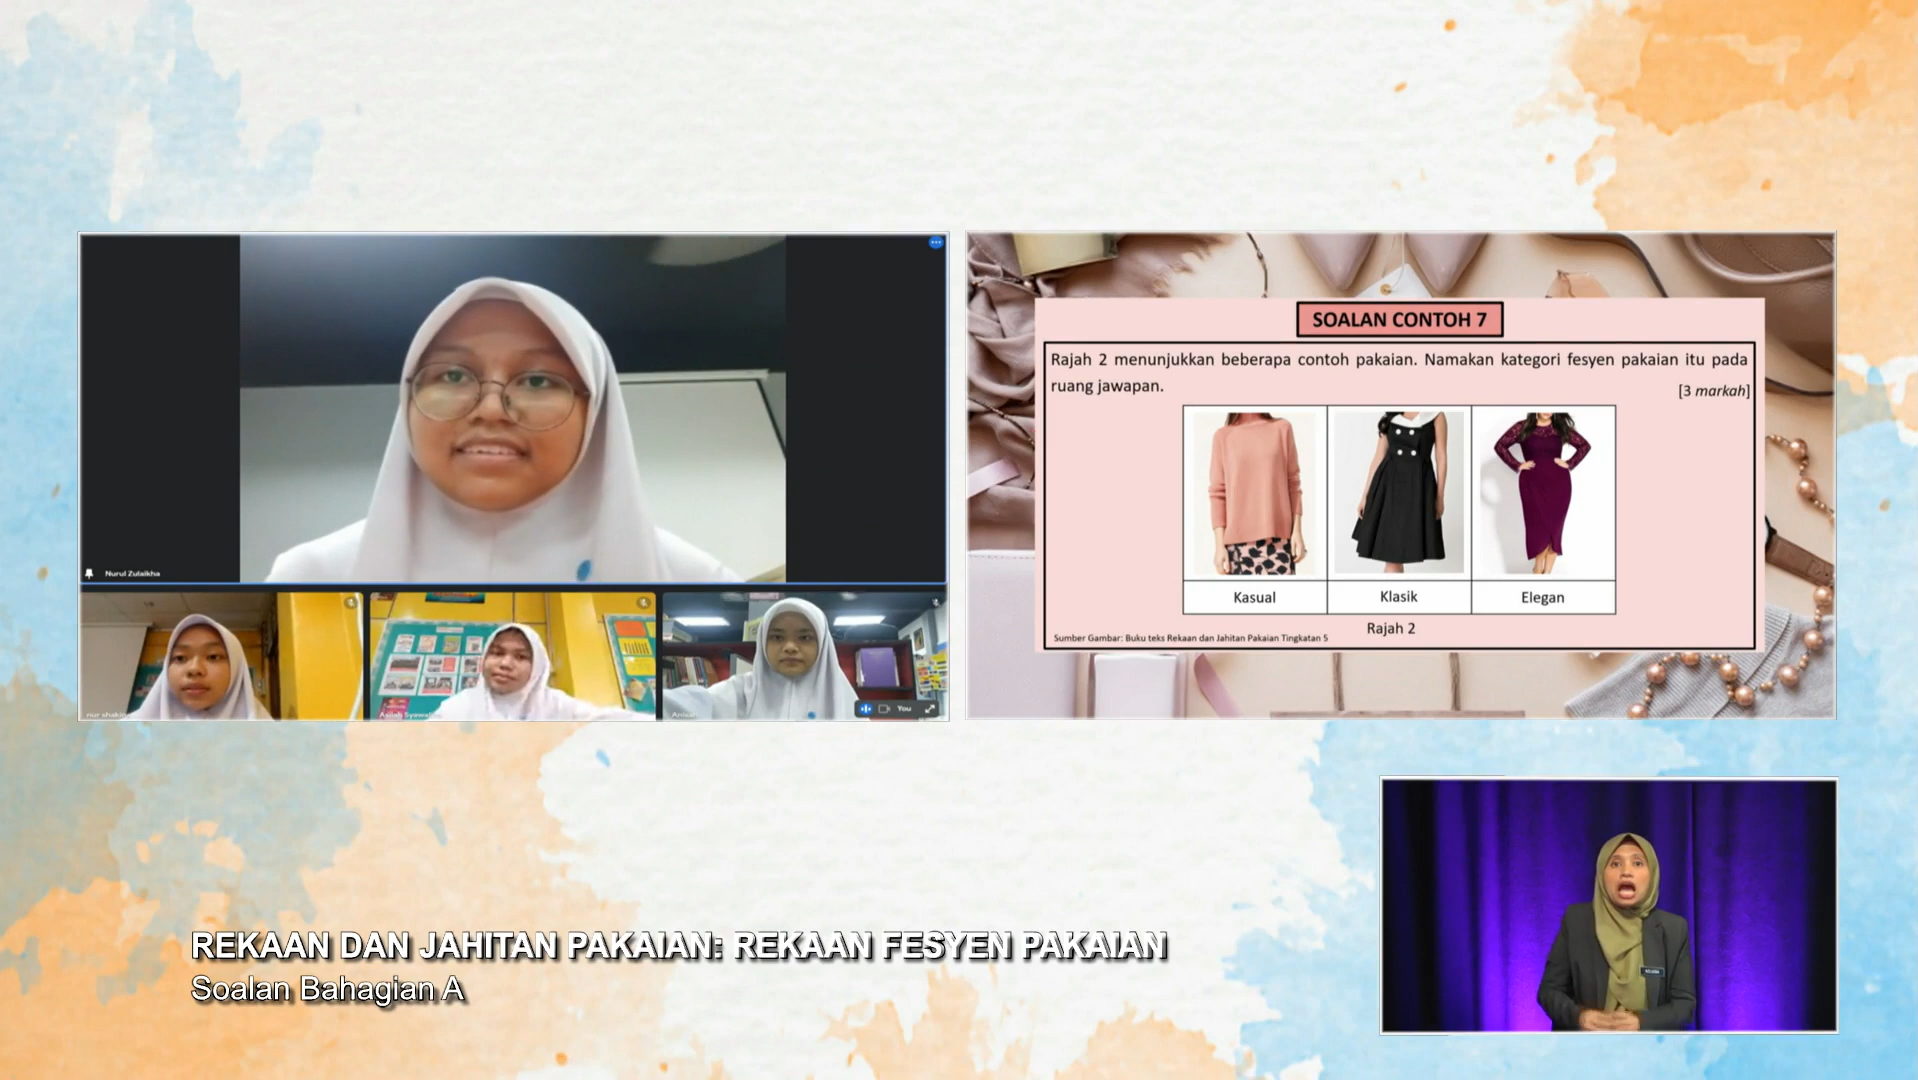 Nurul Zulaikha
You
SOALAN CONTOH 7
Rajah 2 menunjukkan beberapa contoh pakaian. Namakan kategori fesyen pakaian itu pada
ruang jawapan.
[3 markah]
Kasual
Klasik
Elegan
Rajah 2
Sumber Gambar: Buku teks Rekaan dan Jahitan Pakaian Tingkatan 5
REKAAN DAN JAHITAN PAKAIAN: REKAAN FESYEN PAKAIAN
Soalan Bahagian A